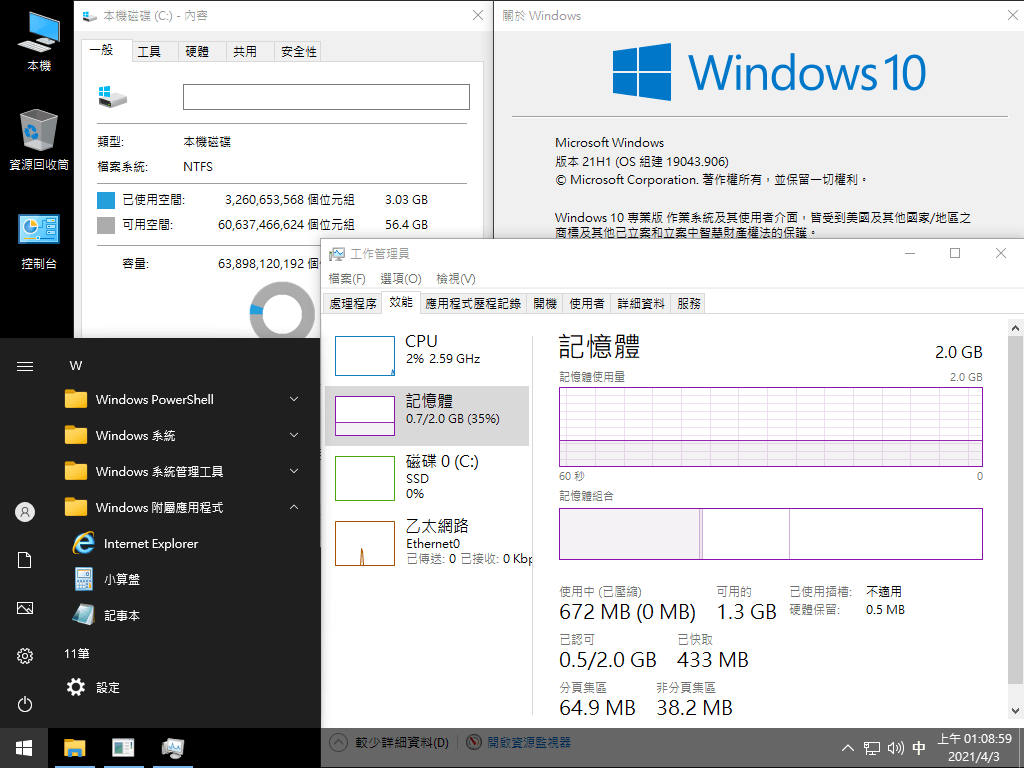 本機
資源回收筒
控制台
本機磁碟 (C:) - 內容
一般
工具
硬體
共用
安全性
類型:
本機磁碟
檔案系統:
NTFS
已使用空間:
3,260,653,568 個位元組
3.03 GB
可用空間:
60,637,466,624 個位元組
56.4 GB
容量:
63,898,120,192 個
關於 Windows
Windows 10
Microsoft Windows
版本 21H1 (OS 組建 19043.906)
© Microsoft Corporation. 著作權所有，並保留一切權利。
Windows 10 專業版 作業系統及其使用者介面，皆受到美國及其他國家/地區之
商標及其他已立案和立案中智慧財產權法的保護。
工作管理員
檔案(F)
選項(O)
檢視(V)
處理程序
效能
應用程式歷程記錄
開機
使用者
詳細資料
服務
CPU
2% 2.59 GHz
記憶體
0.7/2.0 GB (35%)
磁碟 0 (C:)
SSD
0%
乙太網路
Ethernet0
已傳送: 0 已接收: 0 Kbp
記憶體
2.0 GB
記憶體使用量
2.0 GB
60 秒
0
記憶體組合
使用中 (已壓縮)
672 MB (0 MB)
可用的
1.3 GB
已使用插槽:
不適用
硬體保留:
0.5 MB
已認可
0.5/2.0 GB
已快取
433 MB
分頁集區
64.9 MB
非分頁集區
38.2 MB
較少詳細資料(D)
開啟資源監視器
W
Windows PowerShell
Windows 系統
Windows 系統管理工具
Windows 附屬應用程式
Internet Explorer
小算盤
記事本
11筆
設定
中
上午 01:08:59
2021/4/3